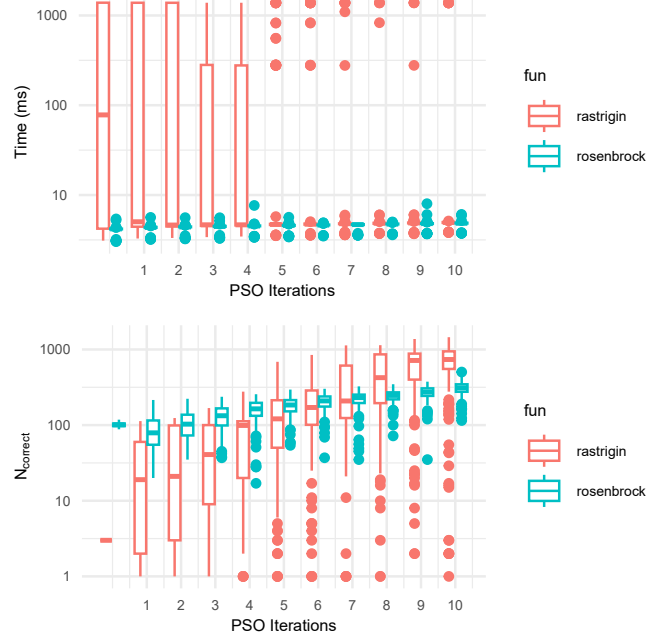 1000
100
10
Time (ms)
1 2 3 4 5 6 7 8 9 10
PSO Iterations
fun
rastrigin
rosenbrock
1000
100
10
1
Ncorrect
1 2 3 4 5 6 7 8 9 10
PSO Iterations
fun
rastrigin
rosenbrock